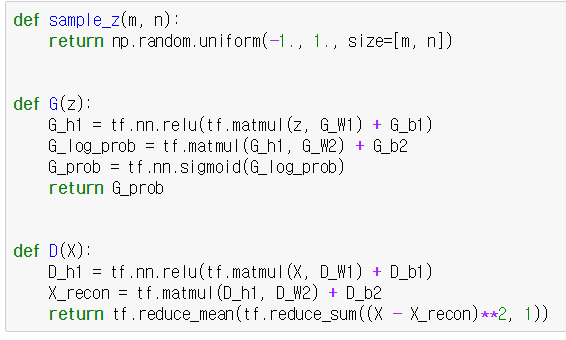 def sample_z(m, n):
    return np.random.uniform(-1., 1., size=[m, n])
def G(z):
    G_h1 = tf.nn.relu(tf.matmul(z, G_W1) + G_b1)
    G_log_prob = tf.matmul(G_h1, G_W2) + G_b2
    G_prob = tf.nn.sigmoid(G_log_prob)
    return G_prob
def D(X):
    D_h1 = tf.nn.relu(tf.matmul(X, D_W1) + D_b1)
    X_recon = tf.matmul(D_h1, D_W2) + D_b2
    return tf.reduce_mean(tf.reduce_sum((X - X_recon)**2, 1))